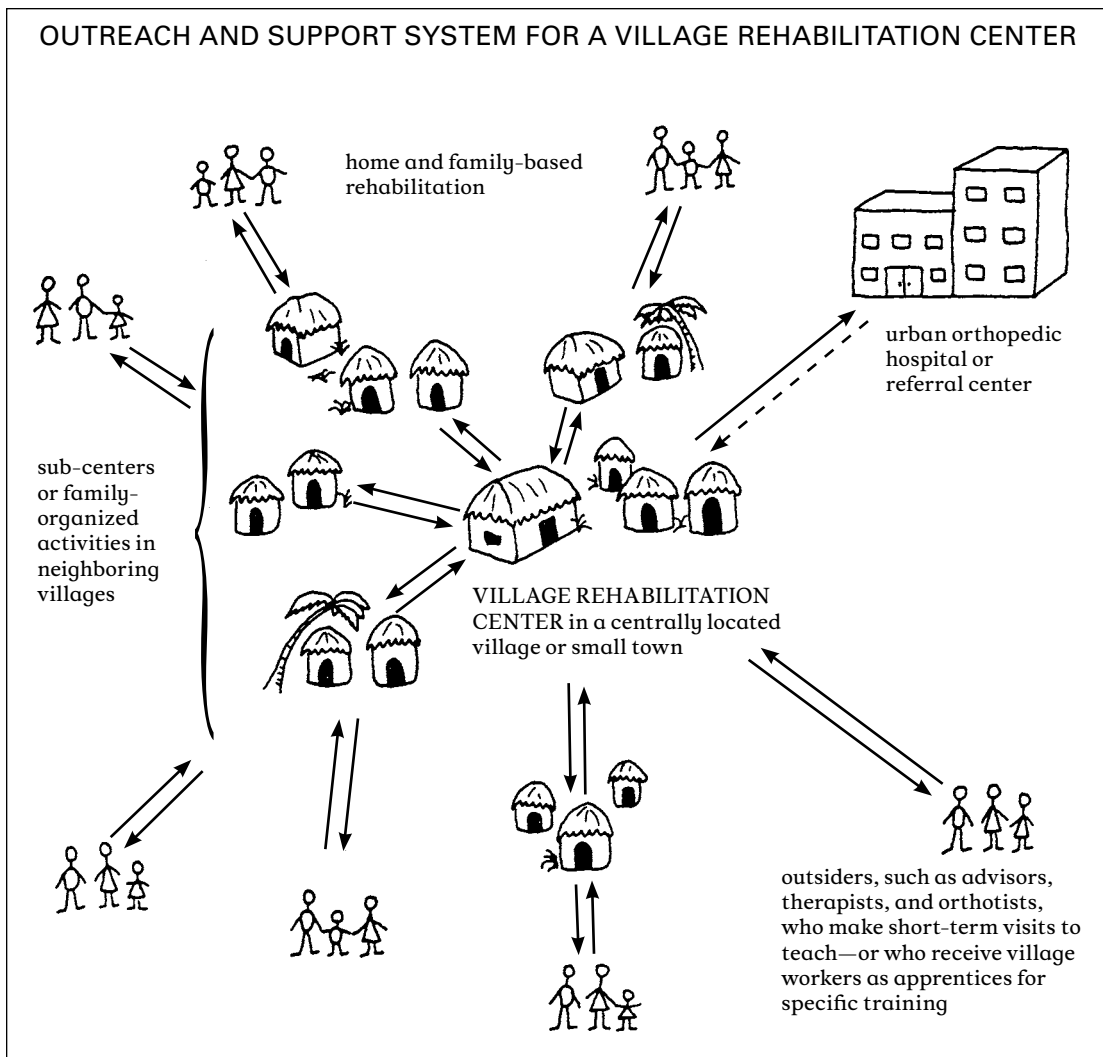 OUTREACH AND SUPPORT SYSTEM FOR A VILLAGE REHABILITATION CENTER
home and family-based
rehabilitation
urban orthopedic
hospital or
referral center
sub-centers
or family-
organized
activities in
neighboring
villages
VILLAGE REHABILITATION
CENTER in a centrally located
village or small town
outsiders, such as advisors,
therapists, and orthotists,
who make short-term visits to
teach—or who receive village
workers as apprentices for
specific training